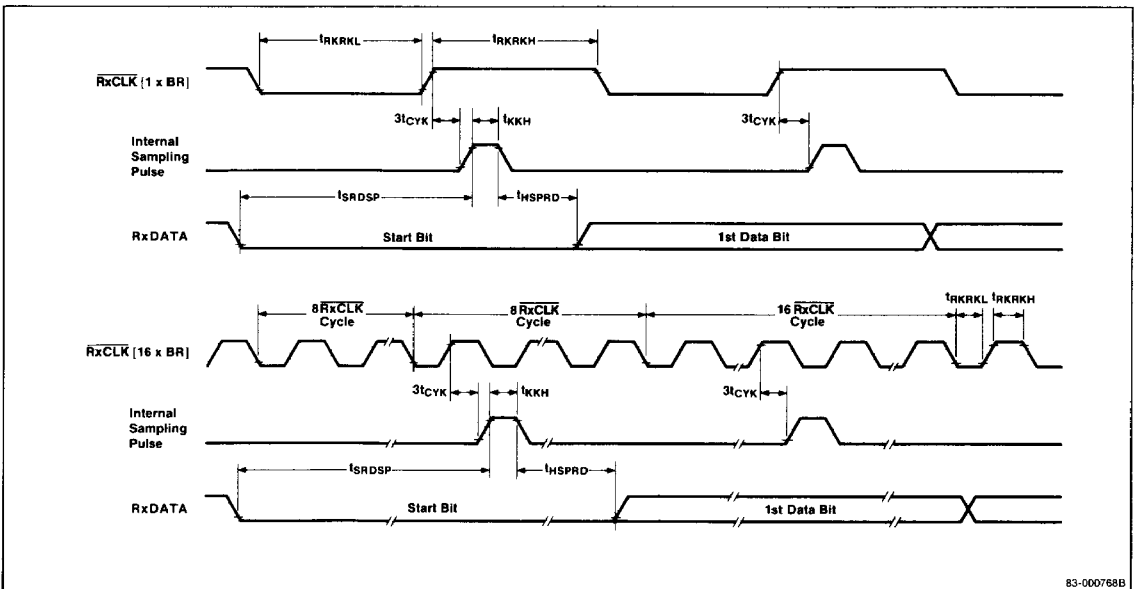 tRKRKL
tRKRKH
RxCLK [1 x BR]
3tCYK
tKKH
3tCYK
Internal
Sampling
Pulse
tSRDSP
tHSPRD
RxDATA
Start Bit
1st Data Bit
8 RxCLK
Cycle
8 RxCLK
Cycle
16 RxCLK
Cycle
tRKRKL
tRKRKH
RxCLK [16 x BR]
3tCYK
tKKH
3tCYK
Internal
Sampling
Pulse
tSRDSP
tHSPRD
RxDATA
Start Bit
1st Data Bit
83-000768B